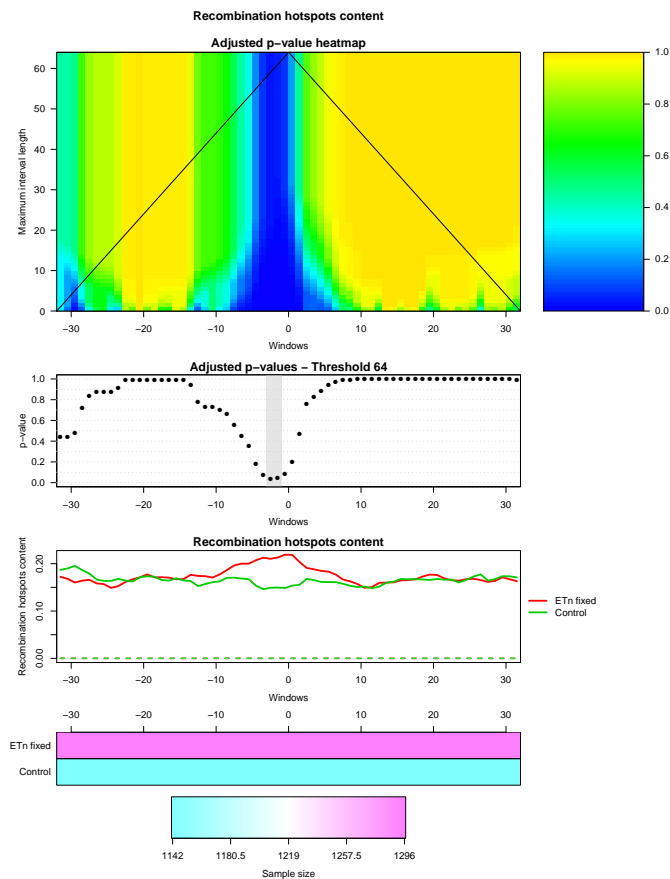 Recombination hotspots content
Adjusted p−value heatmap
Maximum interval length
0 10 20 30 40 50 60
−30 −20 −10 0 10 20 30
Windows
0.0 0.2 0.4 0.6 0.8 1.0
Adjusted p−values − Threshold 64
p−value
0.0 0.2 0.4 0.6 0.8 1.0
−30 −20 −10 0 10 20 30
Windows
Recombination hotspots content
Recombination hotspots content
0.00 0.10 0.20
−30 −20 −10 0 10 20 30
Windows
ETn fixed
Control
−30 −20 −10 0 10 20 30
ETn fixed
Control
1142 1180.5 1219 1257.5 1296
Sample size